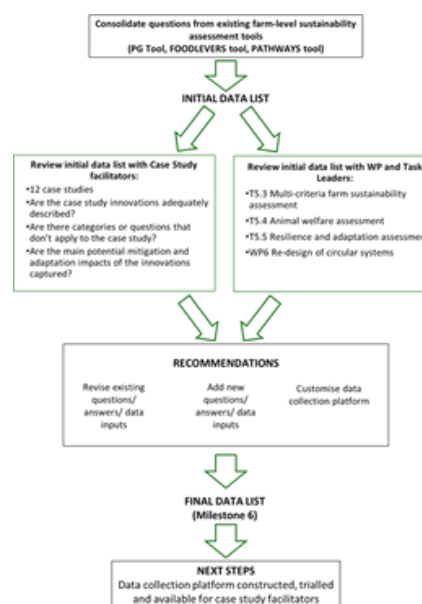 Consolidate questions from existing farm-level sustainability
assessment tools
(PG Tool, FOODLEVERS tool, PATHWAYS tool)
INITIAL DATA LIST
Review initial data list with Case Study
facilitators:
•12 case studies
•Are the case study innovations adequately
described?
•Are there categories or questions that
don't apply to the case study?
•Are the main potential mitigation and
adaptation impacts of the innovations
captured?
Review initial data list with WP and Task
Leaders:
•T5.3 Multi-criteria farm sustainability
assessment
•T5.4 Animal welfare assessment
•T5.5 Resilience and adaptation assessment
•WP6 Re-design of circular systems
RECOMMENDATIONS
Revise existing
questions/
answers/ data
inputs
Add new
questions/
answers/ data
inputs
Customise data
collection platform
FINAL DATA LIST
(Milestone 6)
NEXT STEPS
Data collection platform constructed, trialled
and available for case study facilitators